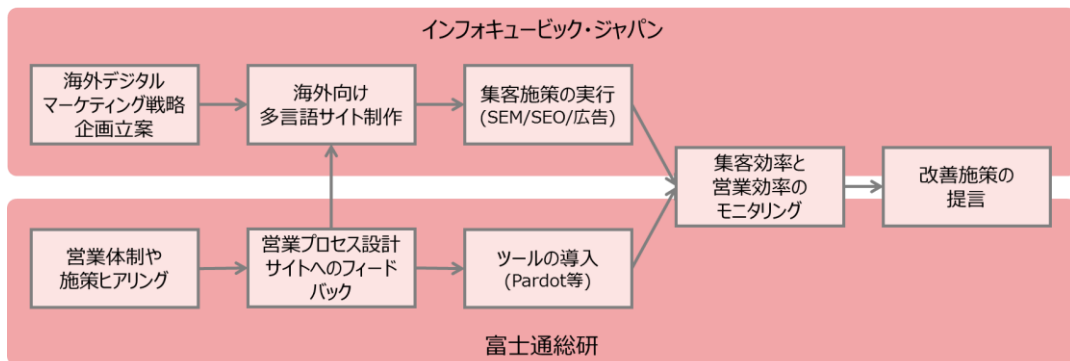 インフォキュービック・ジャパン
海外デジタル
マーケティング戦略
企画立案
海外向け
多言語サイト制作
集客施策の実行
(SEM/SEO/広告)
集客効率と
営業効率の
モニタリング
改善施策の
提言
営業体制や
施策ヒアリング
営業プロセス設計
サイトへのフィード
バック
ツールの導入
(Pardot等)
富士通総研